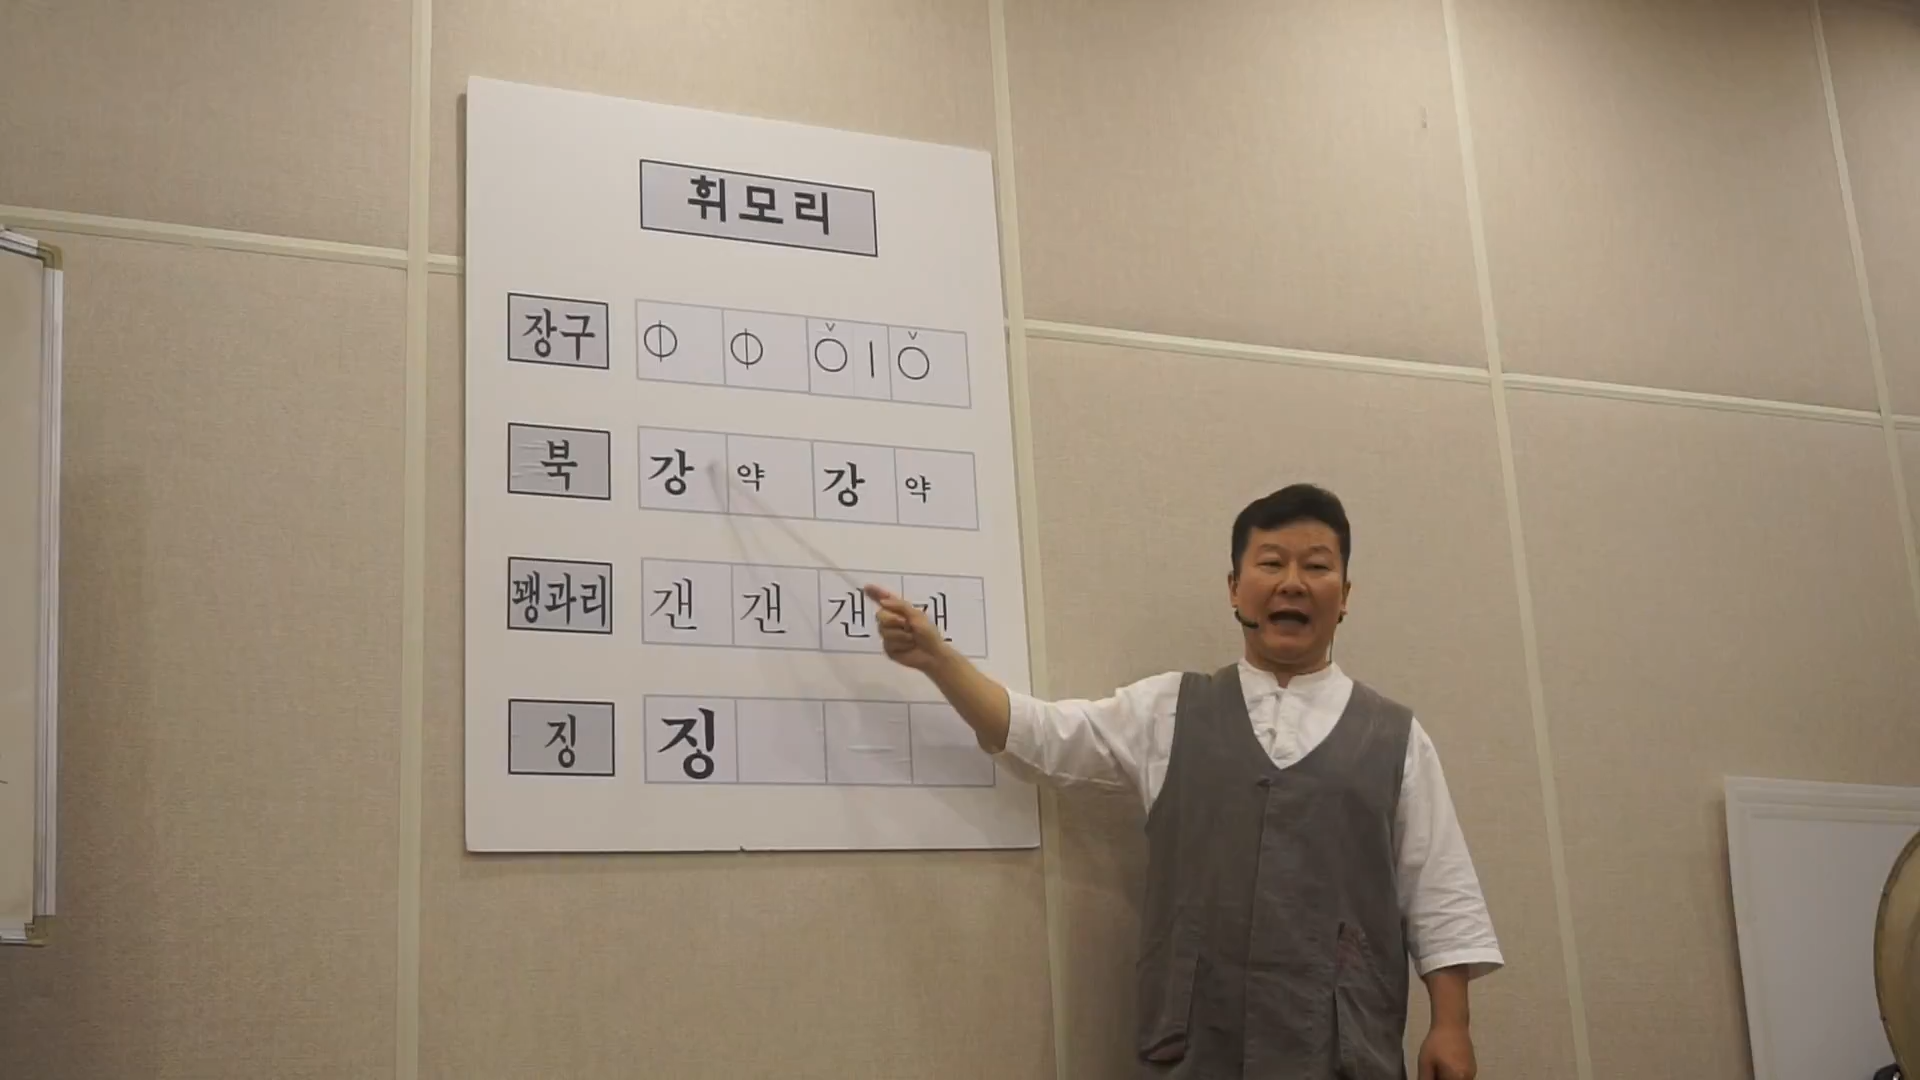 휘모리
장구 ⏀ ⏀ Ǒ | Ǒ
북 강 약 강 약
꽹과리 갠 갠 갠 갠
징 징